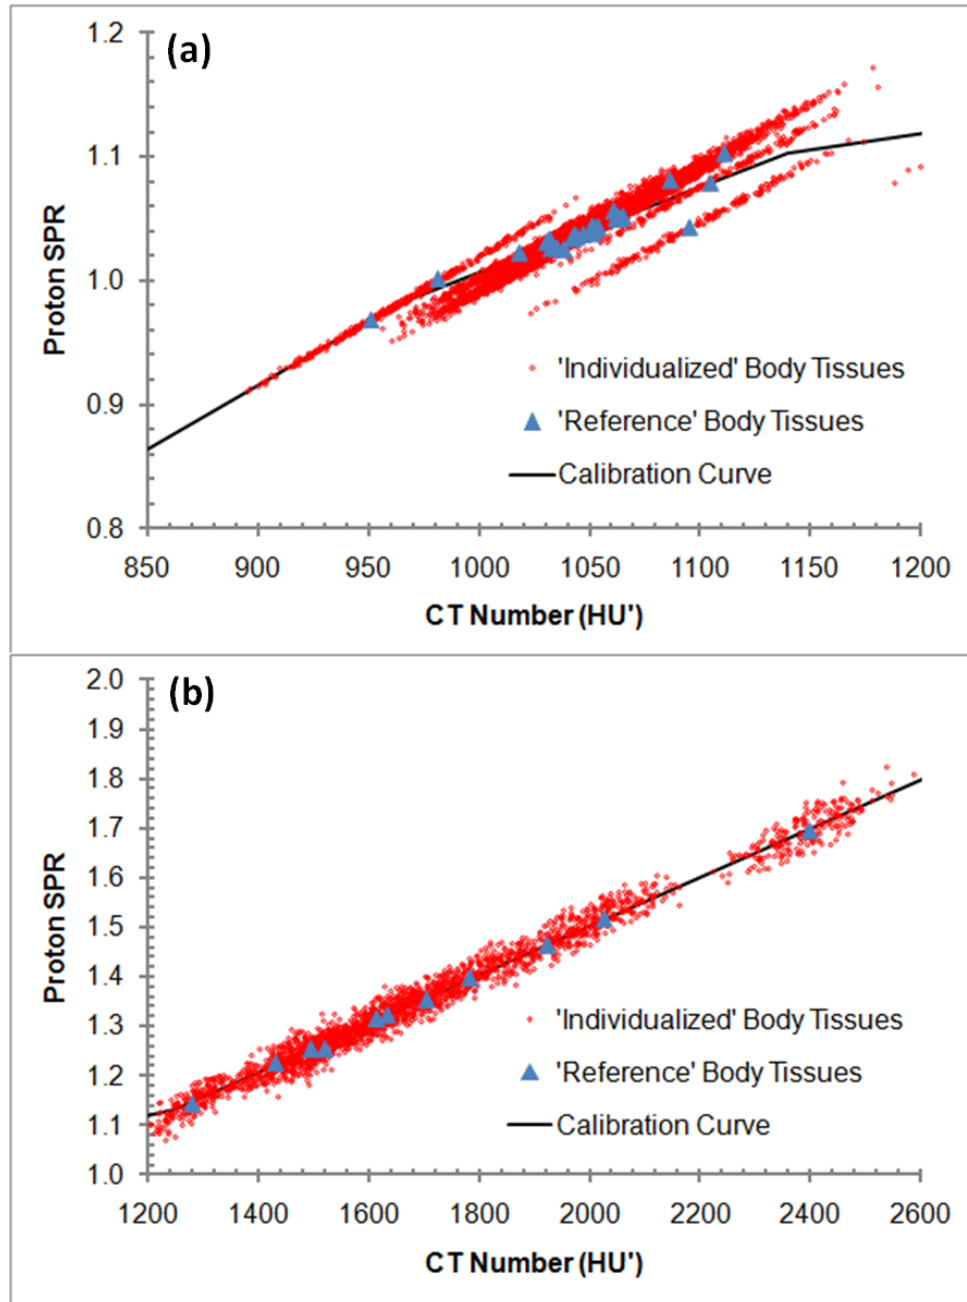 (a)
1.2
1.1
1.0
0.9
0.8
Proton SPR
'Individualized' Body Tissues
'Reference' Body Tissues
Calibration Curve
850 900 950 1000 1050 1100 1150 1200
CT Number (HU')
(b)
2.0
1.9
1.8
1.7
1.6
1.5
1.4
1.3
1.2
1.1
1.0
Proton SPR
'Individualized' Body Tissues
'Reference' Body Tissues
Calibration Curve
1200 1400 1600 1800 2000 2200 2400 2600
CT Number (HU')